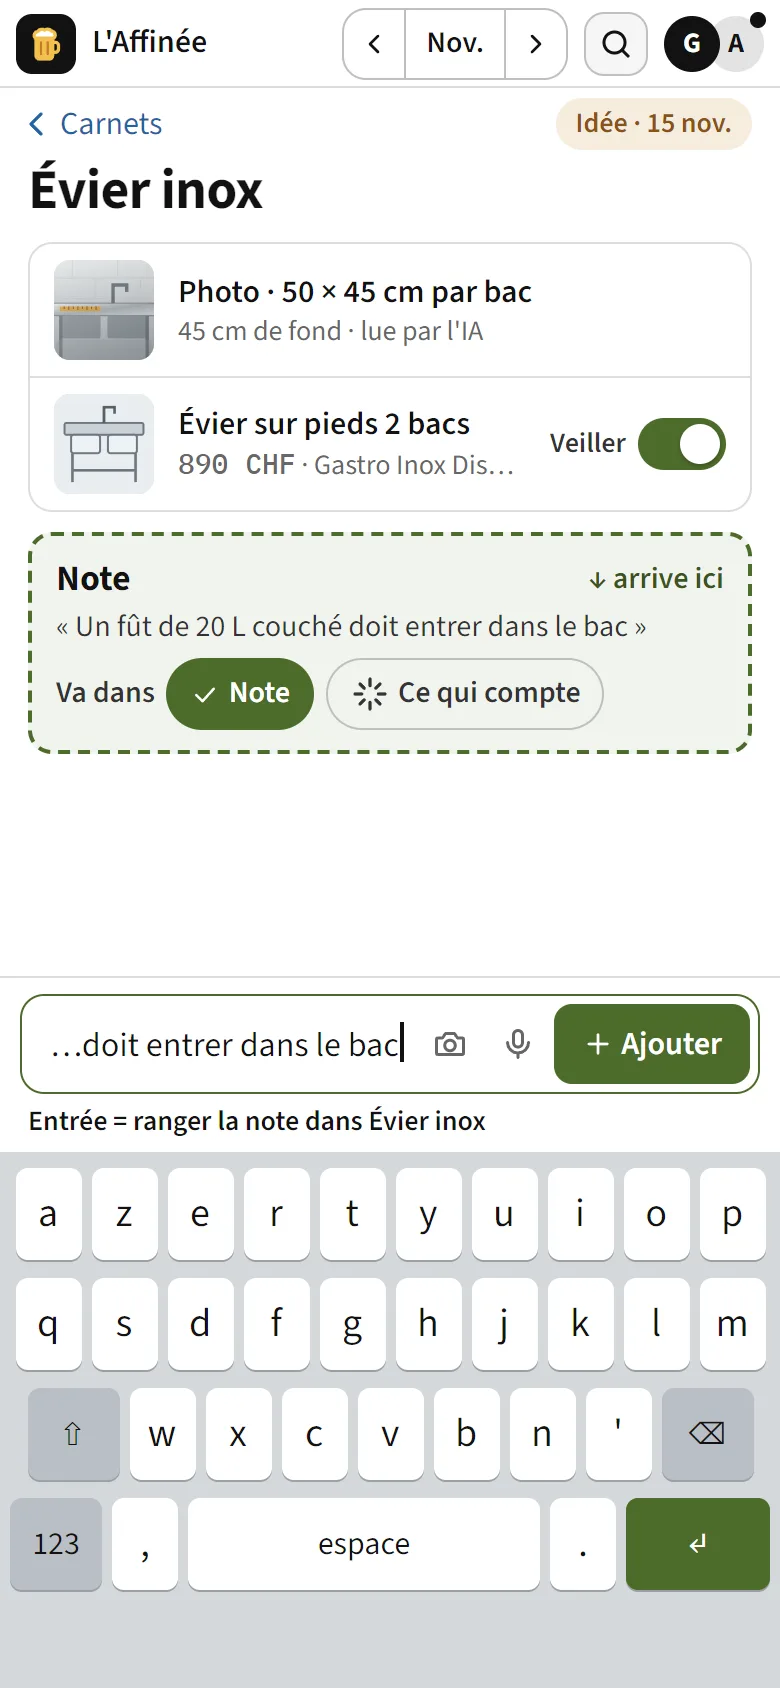 L'Affinée
Nov.
G
A
Carnets
Idée · 15 nov.
Évier inox
Photo · 50 × 45 cm par bac
45 cm de fond · lue par l'IA
Évier sur pieds 2 bacs
890 CHF · Gastro Inox Dis…
Veiller
Note
↓ arrive ici
« Un fût de 20 L couché doit entrer dans le bac »
Va dans
Note
Ce qui compte
…doit entrer dans le bac
+ Ajouter
Entrée = ranger la note dans Évier inox
a z e r t y u i o p
q s d f g h j k l m
⇧ w x c v b n ' ⌫
123 , espace . ↵